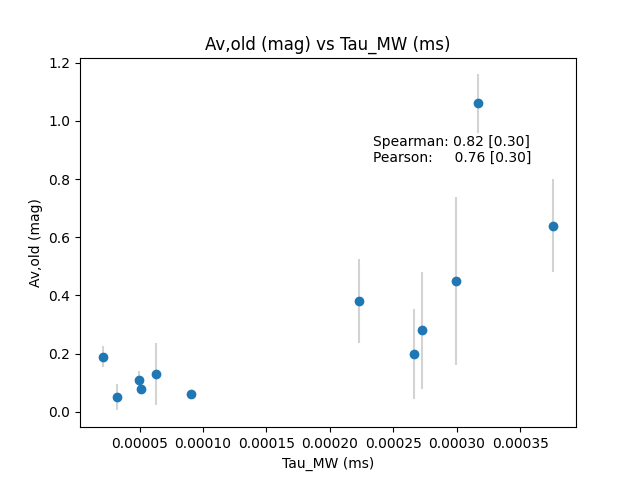 Av,old (mag) vs Tau_MW (ms)
1.2
1.0
0.8
0.6
0.4
0.2
0.0
Av,old (mag)
Spearman: 0.82 [0.30]
Pearson: 0.76 [0.30]
0.00005 0.00010 0.00015 0.00020 0.00025 0.00030 0.00035
Tau_MW (ms)